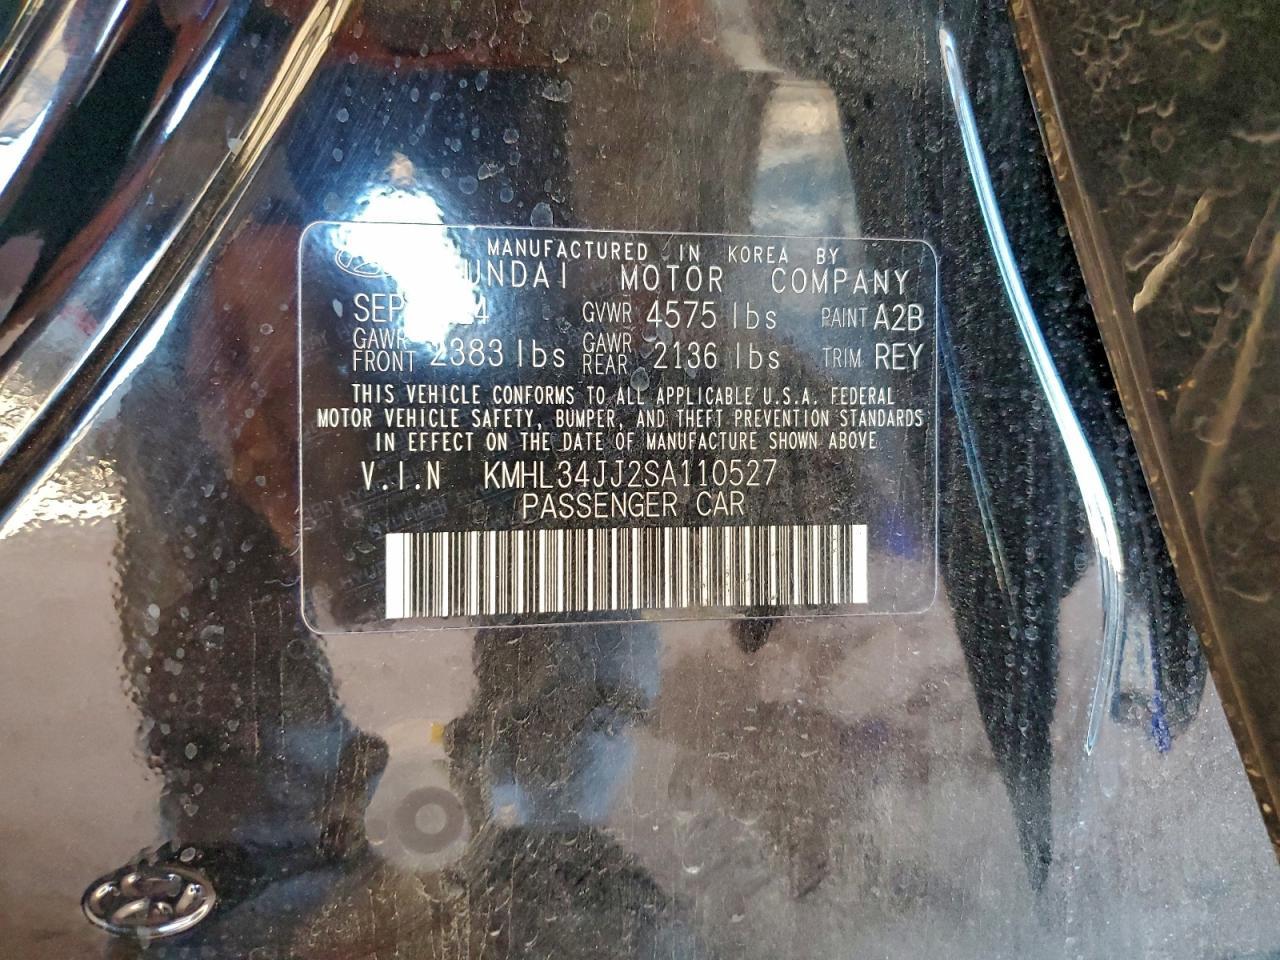 MANUFACTURED IN KOREA BY
MOTOR COMPANY
SEP GVWR 4575 lbs PAINT A2B
GAWR FRONT 2383 lbs GAWR REAR 2136 lbs TRIM REY
THIS VEHICLE CONFORMS TO ALL APPLICABLE U.S.A. FEDERAL
MOTOR VEHICLE SAFETY, BUMPER, AND THEFT PREVENTION STANDARDS
IN EFFECT ON THE DATE OF MANUFACTURE SHOWN ABOVE
V.I.N KMHL34JJ2SA110527
PASSENGER CAR